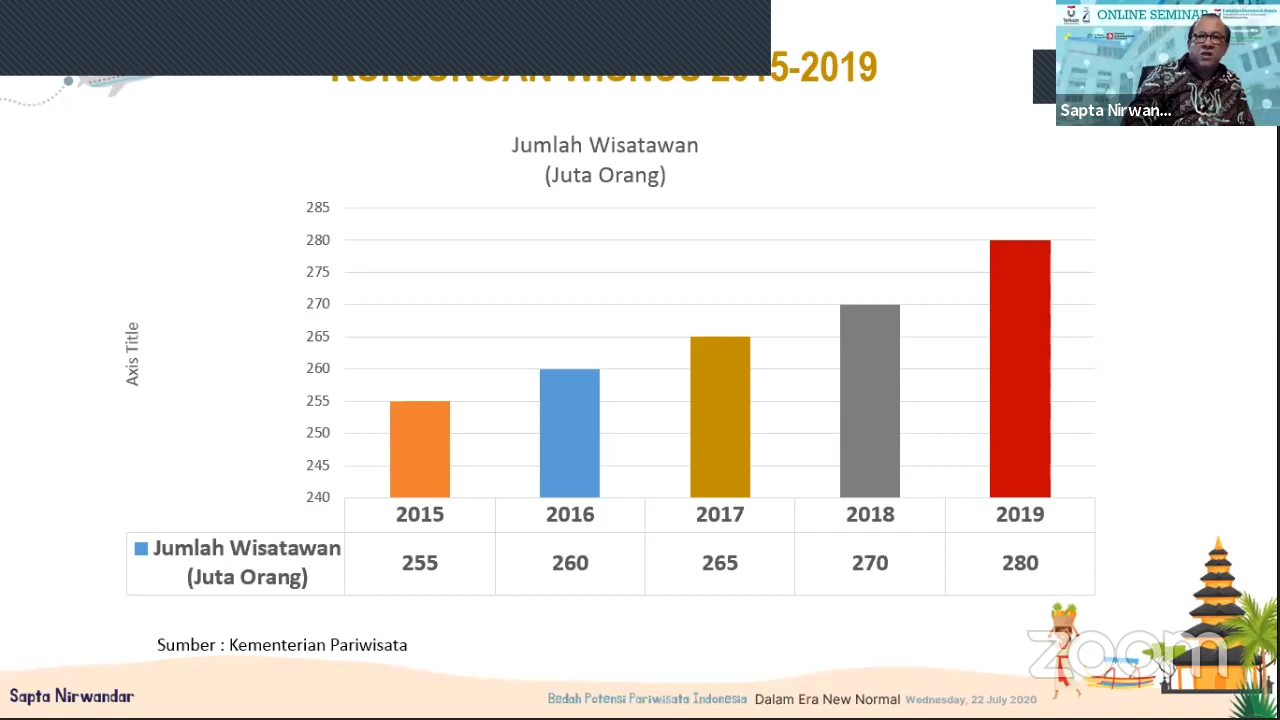 KUNJUNGAN WISNUS 2015-2019
ONLINE SEMINAR
Sapta Nirwan...
Jumlah Wisatawan
(Juta Orang)
285
280
275
270
265
260
255
250
245
240
Axis Title
2015 2016 2017 2018 2019
Jumlah Wisatawan
(Juta Orang)
255 260 265 270 280
Sumber : Kementerian Pariwisata
zoom
Sapta Nirwandar
Bedah Potensi Pariwisata Indonesia Dalam Era New Normal Wednesday, 22 July 2020